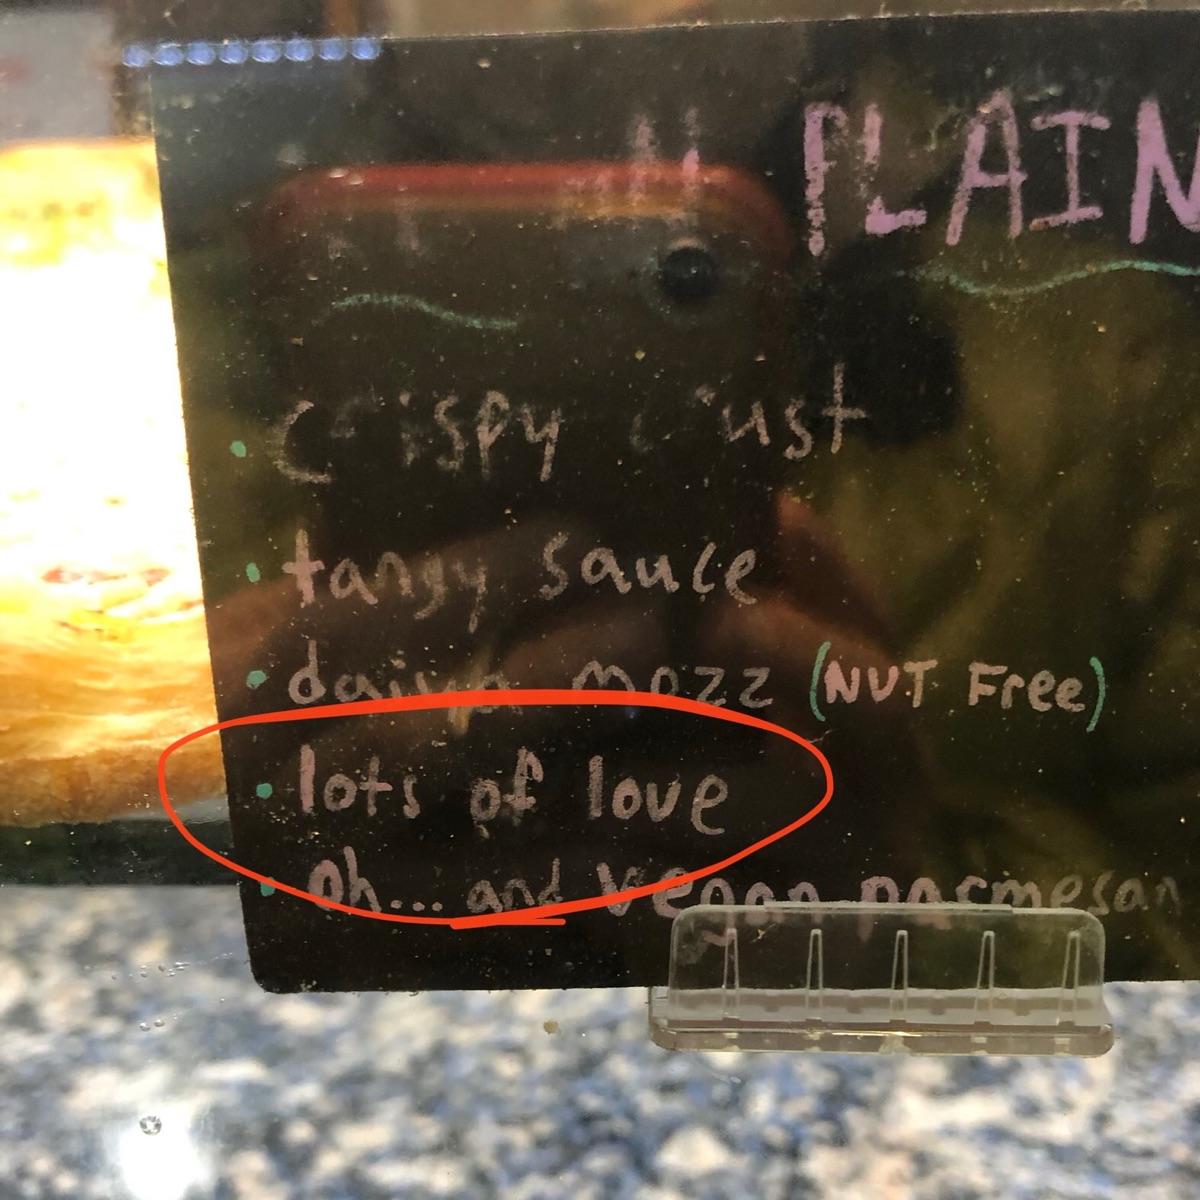 PLAIN
crispy crust
tangy sauce
daiya mozz (NUT Free)
lots of love
oh... and vegan parmesan